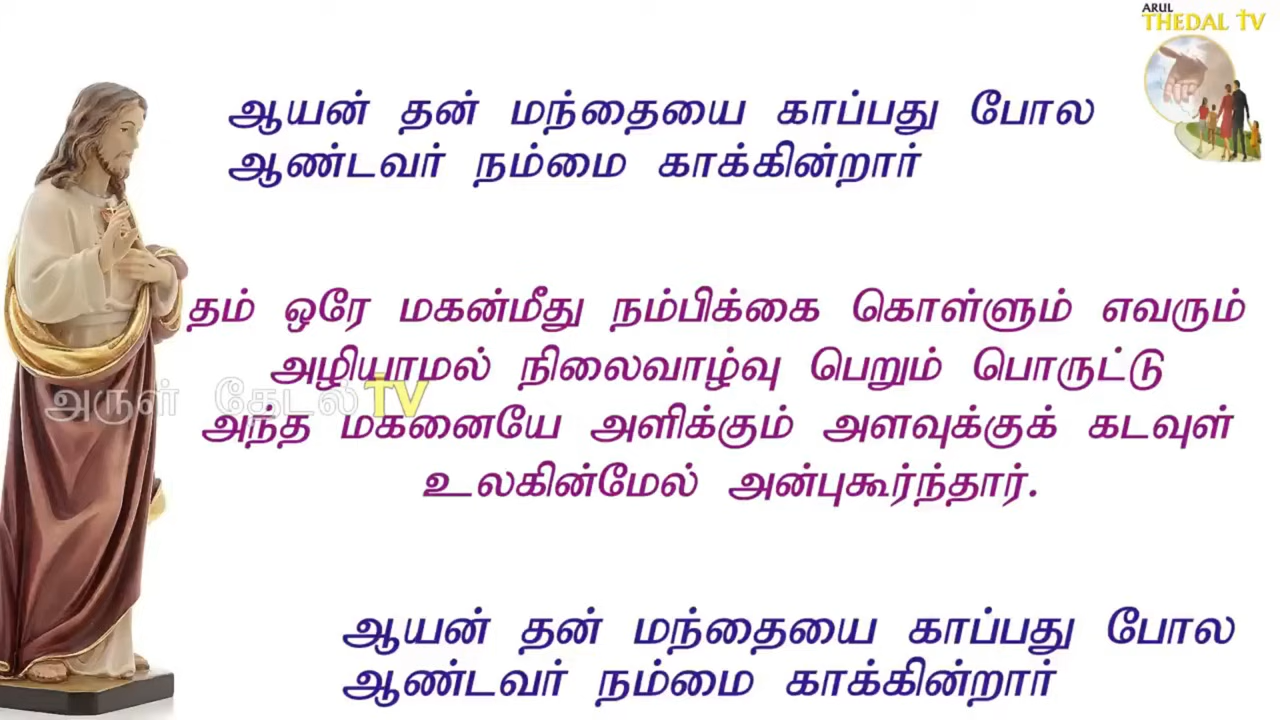 ARUL
THEDAL TV
ஆயன் தன் மந்தையை காப்பது போல
ஆண்டவர் நம்மை காக்கின்றார்
தம் ஒரே மகன்மீது நம்பிக்கை கொள்ளும் எவரும்
அழியாமல் நிலைவாழ்வு பெறும் பொருட்டு
அருள் தேடல் TV
அந்த மகனையே அளிக்கும் அளவுக்குக் கடவுள்
உலகின்மேல் அன்புகூர்ந்தார்.
ஆயன் தன் மந்தையை காப்பது போல
ஆண்டவர் நம்மை காக்கின்றார்